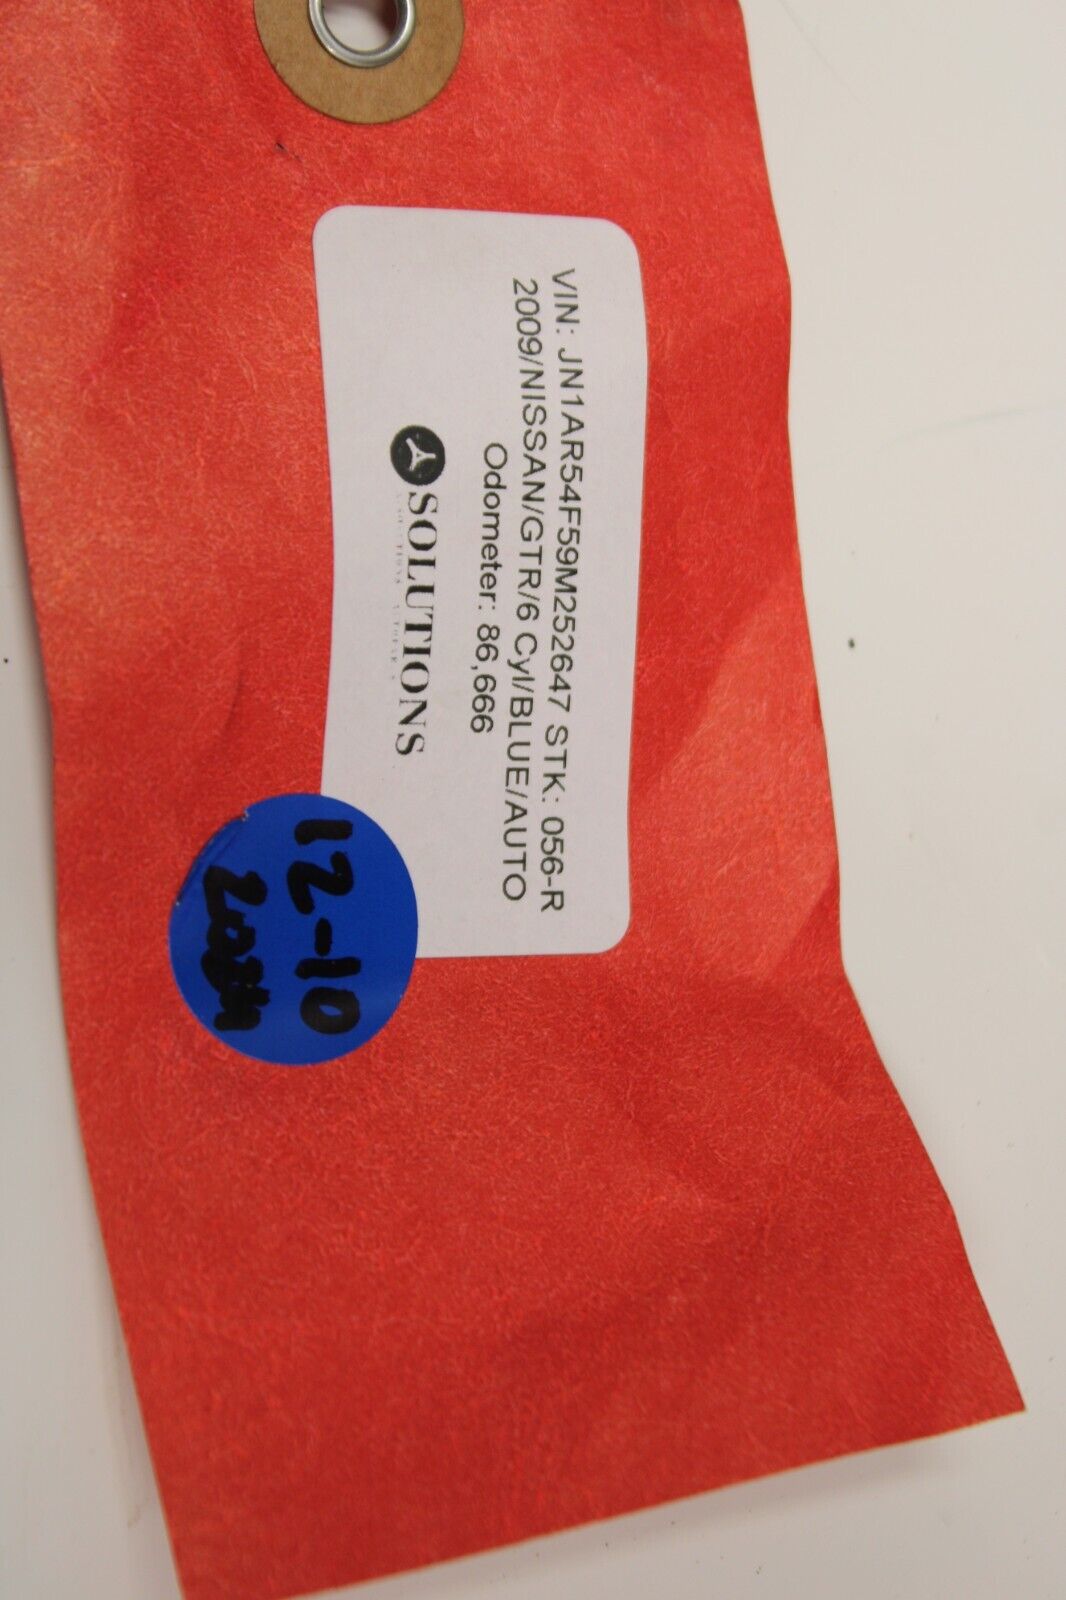 VIN: JN1AR54F59M252647 STK: 056-R
2009/NISSAN/GTR/6 Cyl/BLUE/AUTO
Odometer: 86,666
SOLUTIONS
12-10